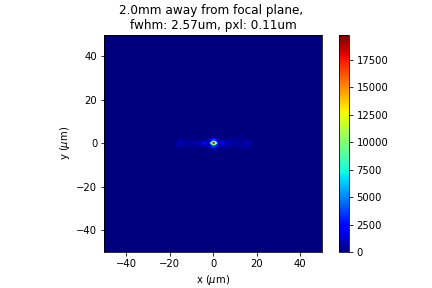 2.0mm away from focal plane,
fwhm: 2.57um, pxl: 0.11um
40
20
0
−20
−40
y (μm)
−40 −20 0 20 40
x (μm)
17500
15000
12500
10000
7500
5000
2500
0